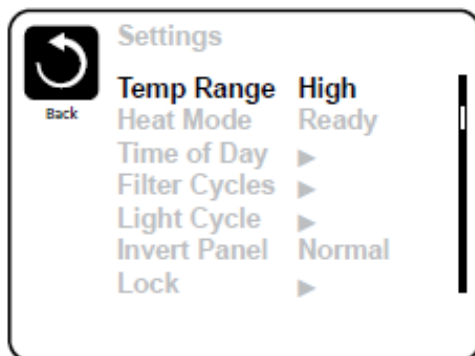 Settings
Back
Temp Range High
Heat Mode Ready
Time of Day ▶
Filter Cycles ▶
Light Cycle ▶
Invert Panel Normal
Lock ▶